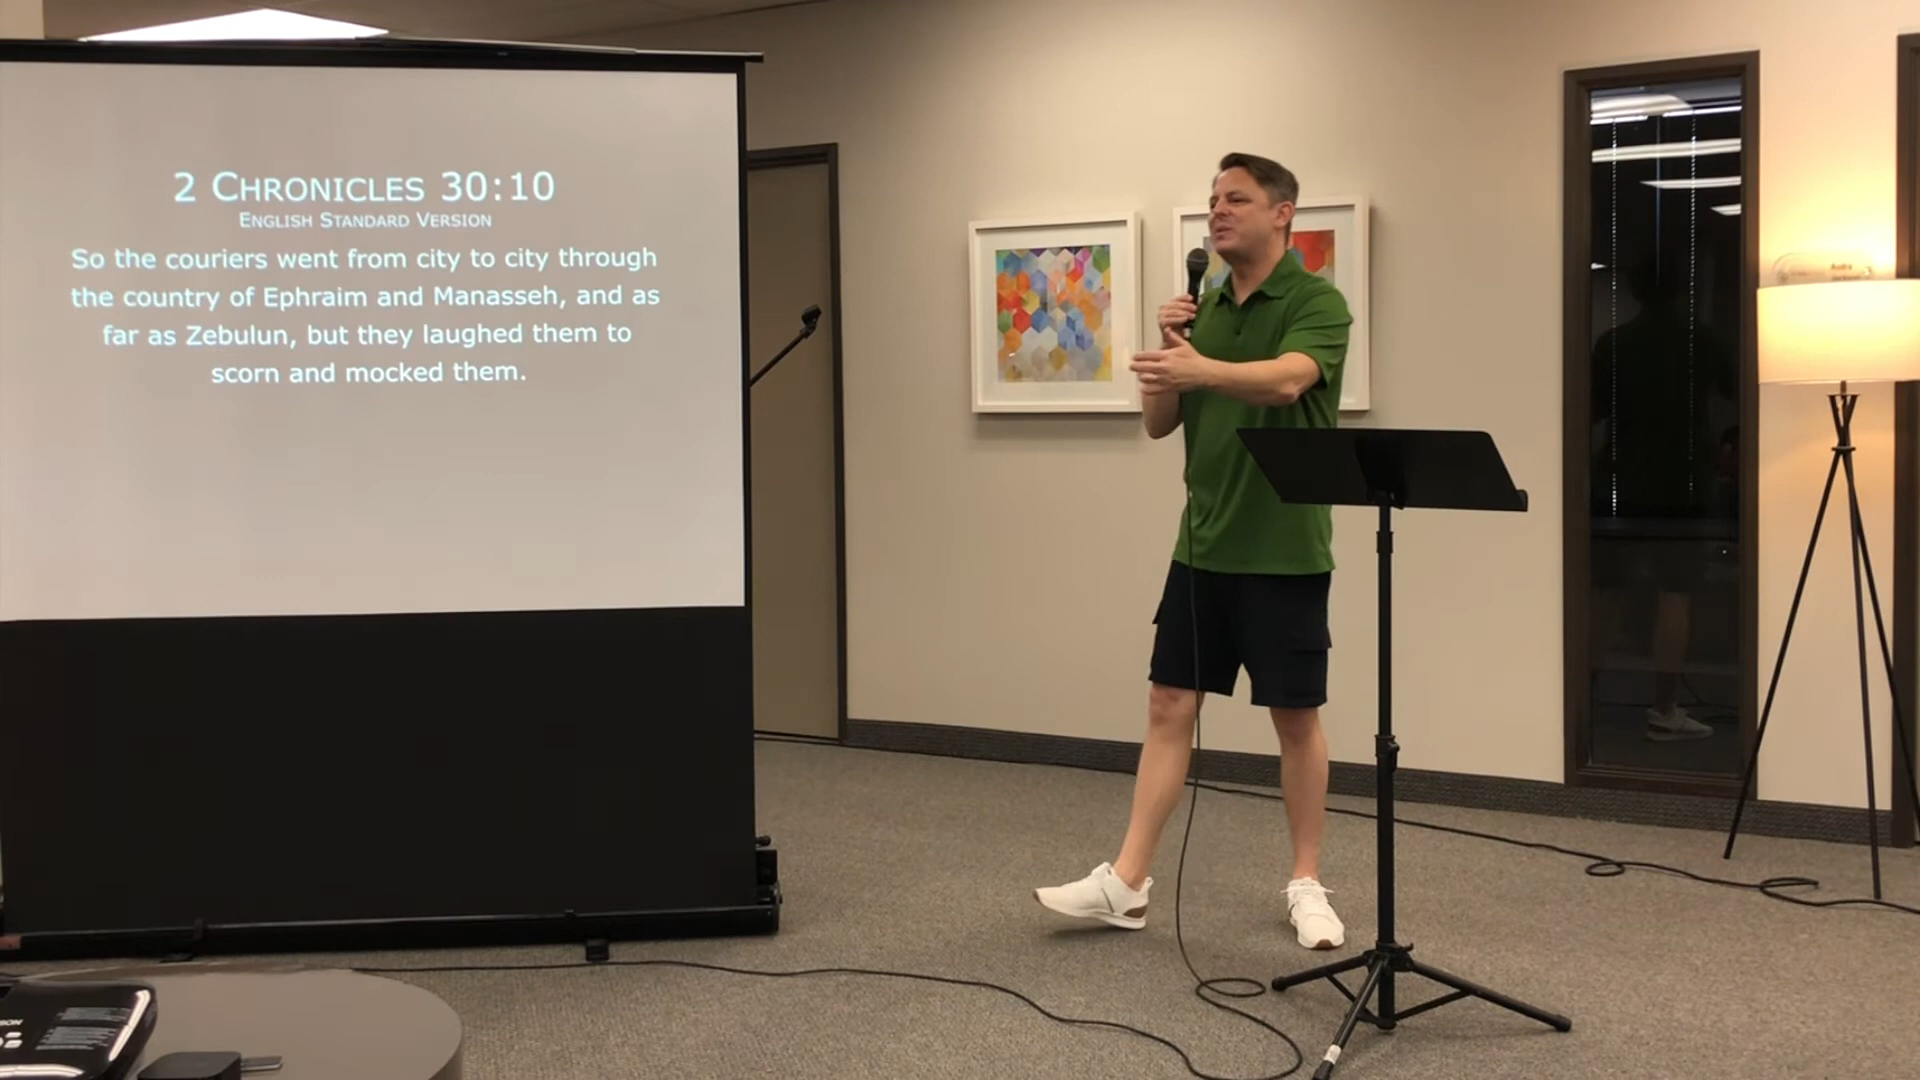 2 Chronicles 30:10
English Standard Version
So the couriers went from city to city through
the country of Ephraim and Manasseh, and as
far as Zebulun, but they laughed them to
scorn and mocked them.